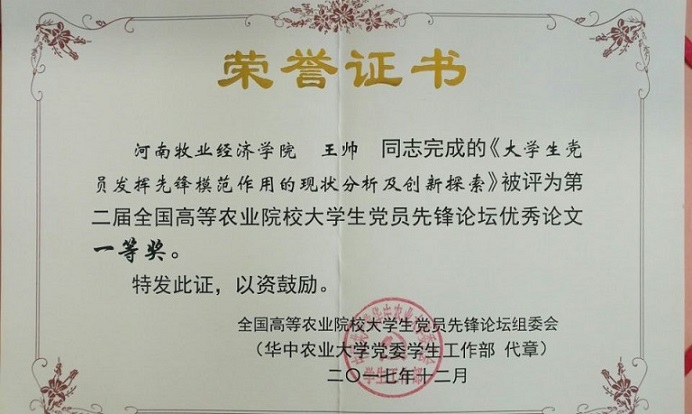 荣誉证书
河南牧业经济学院 王帅 同志完成的《大学生党
员发挥先锋模范作用的现状分析及创新探索》被评为第
二届全国高等农业院校大学生党员先锋论坛优秀论文
一等奖。
特发此证，以资鼓励。
全国高等农业院校大学生党员先锋论坛组委会
（华中农业大学党委学生工作部 代章）
二〇一七年十二月